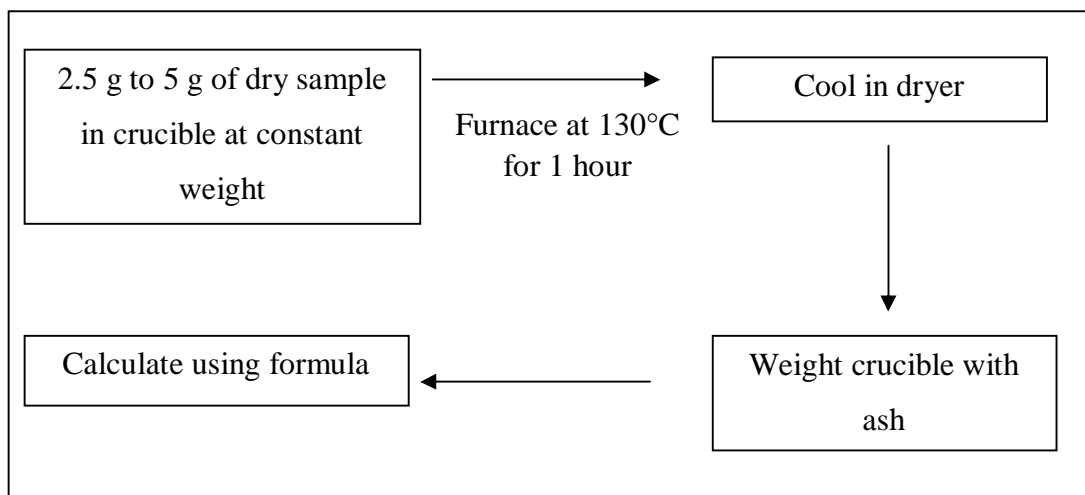 2.5 g to 5 g of dry sample
in crucible at constant
weight
Furnace at 130°C
for 1 hour
Cool in dryer
Weight crucible with
ash
Calculate using formula